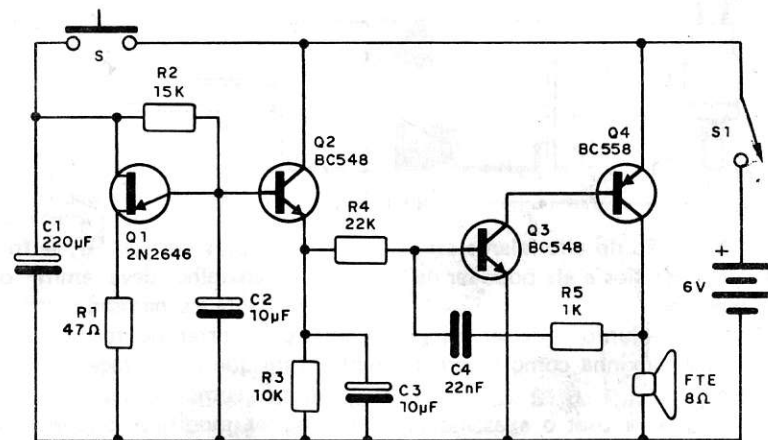 S
R2
15K
Q2
BC548
Q4
BC558
S1
R4
22K
Q3
BC548
C1
220µF
Q1
2N2646
+
6V
R5
1K
R1
47Ω
C2
10µF
C4
22nF
R3
10K
C3
10µF
FTE
8Ω